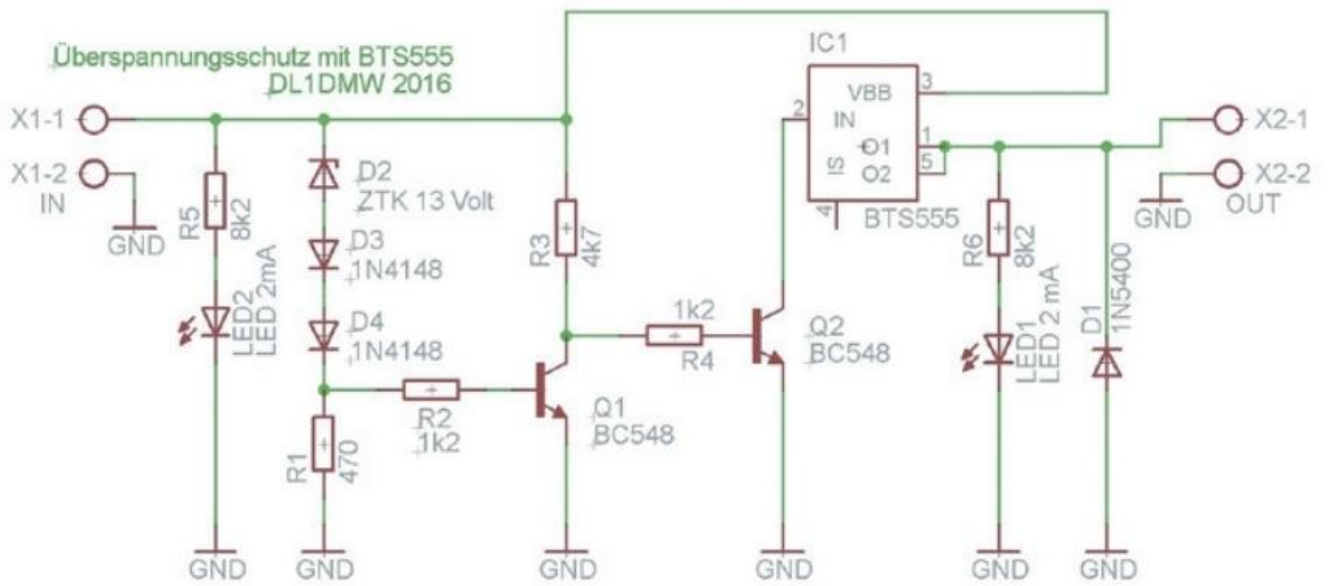 Überspannungsschutz mit BTS555
DL1DMW 2016
X1-1
X1-2
IN
GND
R5
8k2
LED2
LED 2mA
GND
D2
ZTK 13 Volt
D3
1N4148
D4
1N4148
R1
470
GND
R2
1k2
R3
4k7
Q1
BC548
GND
1k2
R4
Q2
BC548
GND
IC1
VBB
3
2
IN
O1
1
O2
5
IS
4
BTS555
R6
8k2
LED1
LED 2 mA
GND
D1
1N5400
GND
X2-1
X2-2
OUT
GND